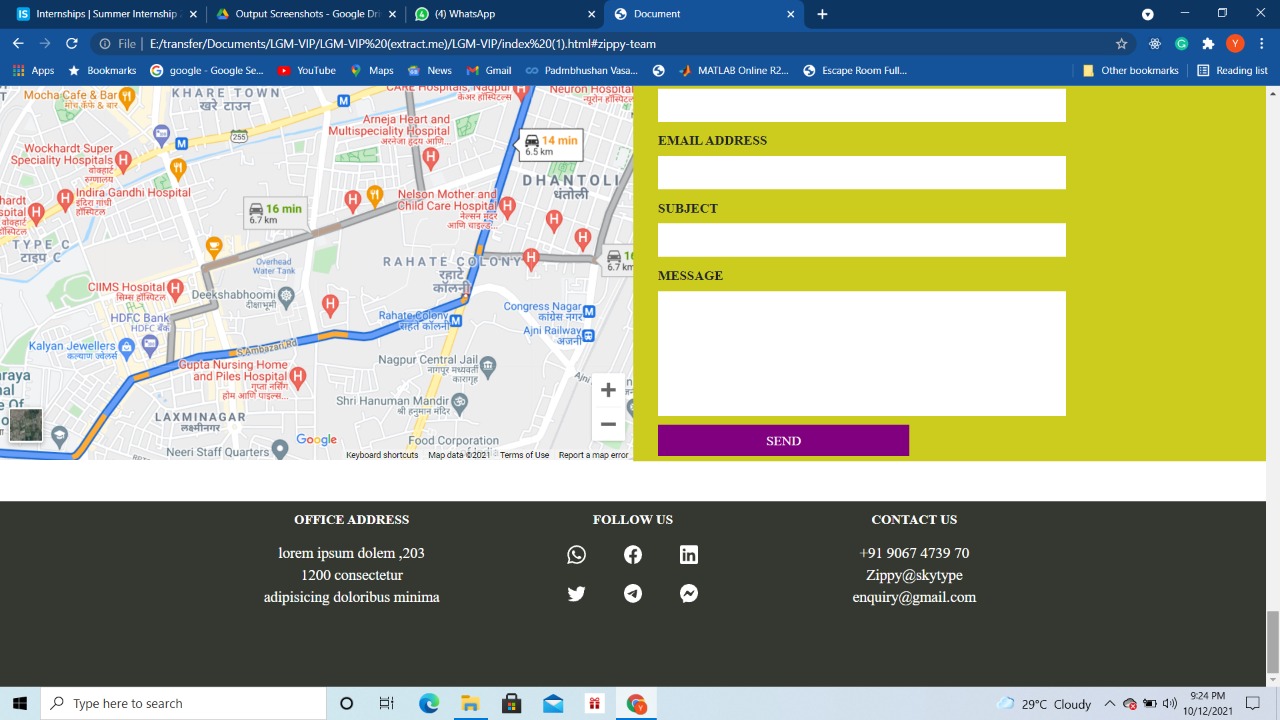 Internships | Summer Internship
Output Screenshots - Google Dri
(4) WhatsApp
Document
File | E:/transfer/Documents/LGM-VIP/LGM-VIP%20(extract.me)/LGM-VIP/index%20(1).html#zippy-team
Apps
Bookmarks
google - Google Se...
YouTube
Maps
News
Gmail
Padmbhushan Vasa...
MATLAB Online R2...
Escape Room Full...
Other bookmarks
Reading list
Mocha Cafe & Bar
मोच कॅफे & बार
KHARE TOWN
खरे टाउन
CARE Hospitals, Nagpur
केअर हॉस्पिटल्स
Neuron Hospital
न्यूरोन हॉस्पिटल
Arneja Heart and
Multispeciality Hospital
अरनेजा हृदय आणि...
255
14 min
6.5 km
Wockhardt Super
Speciality Hospitals
वोक्हार्ट
रुग्णालय
DHANTOLI
धंतोली
Indira Gandhi Hospital
इंदिरा गांधी
हॉस्पिटल
Nelson Mother and
Child Care Hospital
नेल्सन मदर
आणि चाइल्ड...
16 min
6.7 km
TYPE C
टाइप C
Overhead
Water Tank
RAHATE COLONY
रहाटे
कॉलनी
6.7 km
CIIMS Hospital
सिम्स हॉस्पिटल
Deekshabhoomi
दीक्षाभूमी
Congress Nagar
कांग्रेस नगर
HDFC Bank
HDFC बँक
Rahate Colony
राहते कॉलनी
Ajni Railway
अजनी
Kalyan Jewellers
कल्याण ज्वेलर्स
S Ambazari Rd
Gupta Nursing Home
and Piles Hospital
गुप्ता नर्सिंग
होम आणि पाइल्स...
Nagpur Central Jail
नागपूर मध्यवर्ती
कारागृह
Shri Hanuman Mandir
श्री हनुमान मंदिर
LAXMINAGAR
लक्ष्मीनगर
Google
Food Corporation
Neeri Staff Quarters
Keyboard shortcuts
Map data ©2021
Terms of Use
Report a map error
EMAIL ADDRESS
SUBJECT
MESSAGE
SEND
OFFICE ADDRESS
lorem ipsum dolem ,203
1200 consectetur
adipisicing doloribus minima
FOLLOW US
CONTACT US
+91 9067 4739 70
Zippy@skytype
enquiry@gmail.com
Type here to search
29°C Cloudy
9:24 PM
10/12/2021